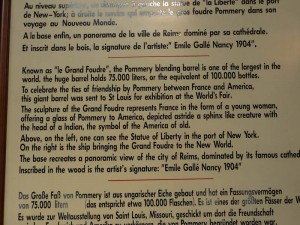 Au niveau supérieur, la statue de "la Liberté" dans le port
de New-York; à droite le grand foudre Pommery dans son
voyage au Nouveau Monde.
A la base enfin, un panorama de la ville de Reims dominé par sa cathédrale.
Et inscrit dans le bois, la signature de l'artiste: "Emile Gallé Nancy 1904".
Known as "le Grand Foudre", the Pommery blending barrel is one of the largest in the
world. the huge barrel holds 75.000 liters, or the equivalent of 100.000 bottles.
To celebrate the ties of friendship by Pommery between France and America,
this giant barrel was sent to St Louis for exhibition at the World's Fair.
The sculpture of the Grand Foudre represents France in the form of a young woman,
offering a glass of Pommery to America, depicted astride a sphinx like creature with
the head of an Indian, the symbol of the America of old.
Above, on the left, one can see the Statue of Liberty in the port of New York.
On the right is the ship bringing the Grand Foudre to the New World.
The base recreates a panoramic view of the city of Reims, dominated by its famous cathed
Inscribed in the wood is the artist's signature: "Emile Gallé Nancy 1904"
Das Große Faß von Pommery ist aus ungarischer Eiche gebaut und hat ein Fassungsvermögen
von 75.000 litern (das entspricht etwa 100.000 Flaschen). Es ist eines der größten Fässer der W
Es wurde zur Weltausstellung von Saint Louis, Missouri, geschickt um dort die Freundschaft